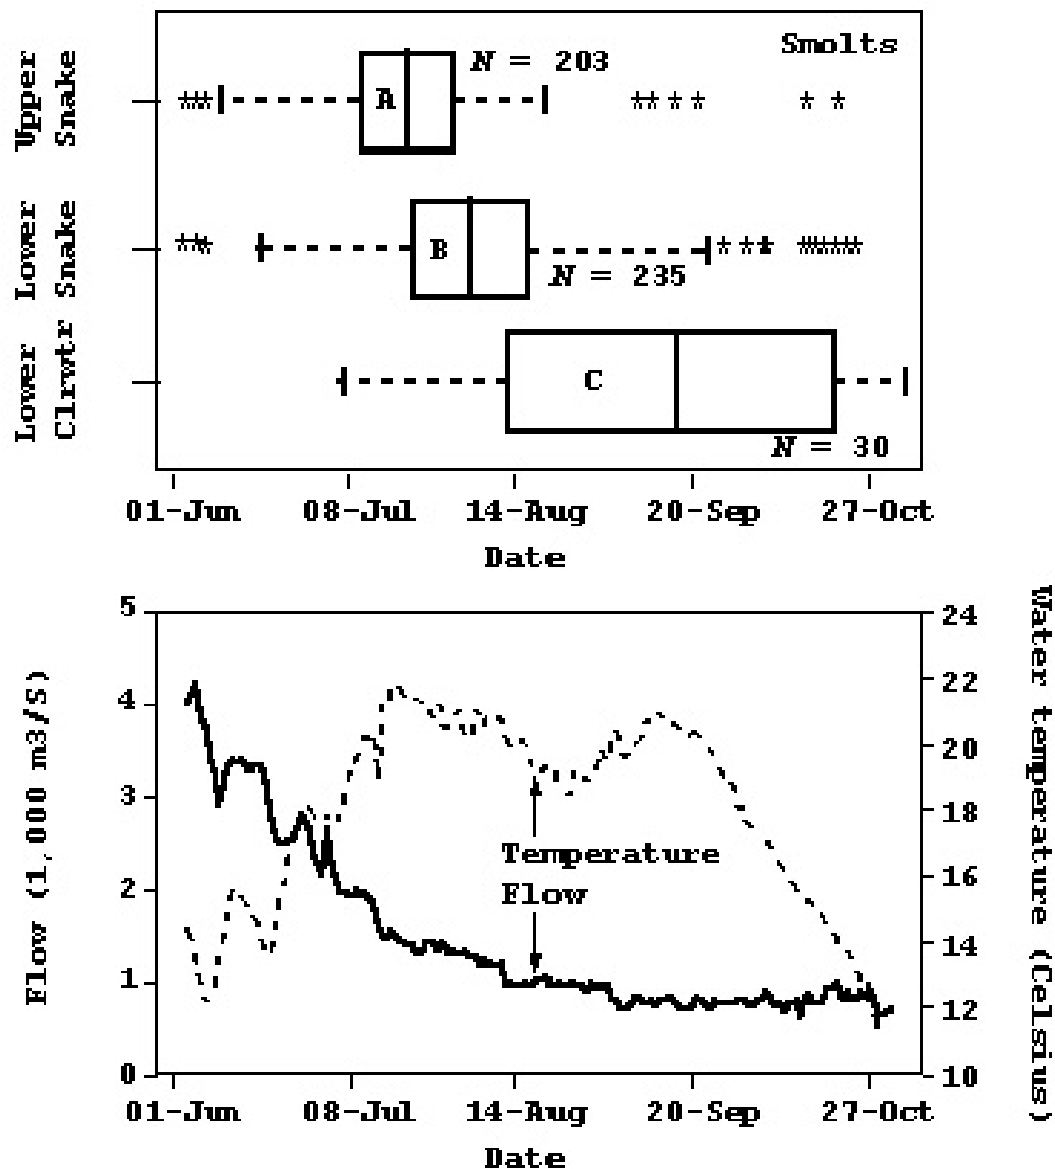 Smolts
Upper
Snake
N = 203
A
Lower
Snake
B
N = 235
Lower
Clrwtr
C
N = 30
01-Jun 08-Jul 14-Aug 20-Sep 27-Oct
Date
Flow (1,000 m3/S)
5
4
3
2
1
0
Temperature
Flow
24
22
20
18
16
14
12
10
Water temperature (Celsius)
01-Jun 08-Jul 14-Aug 20-Sep 27-Oct
Date